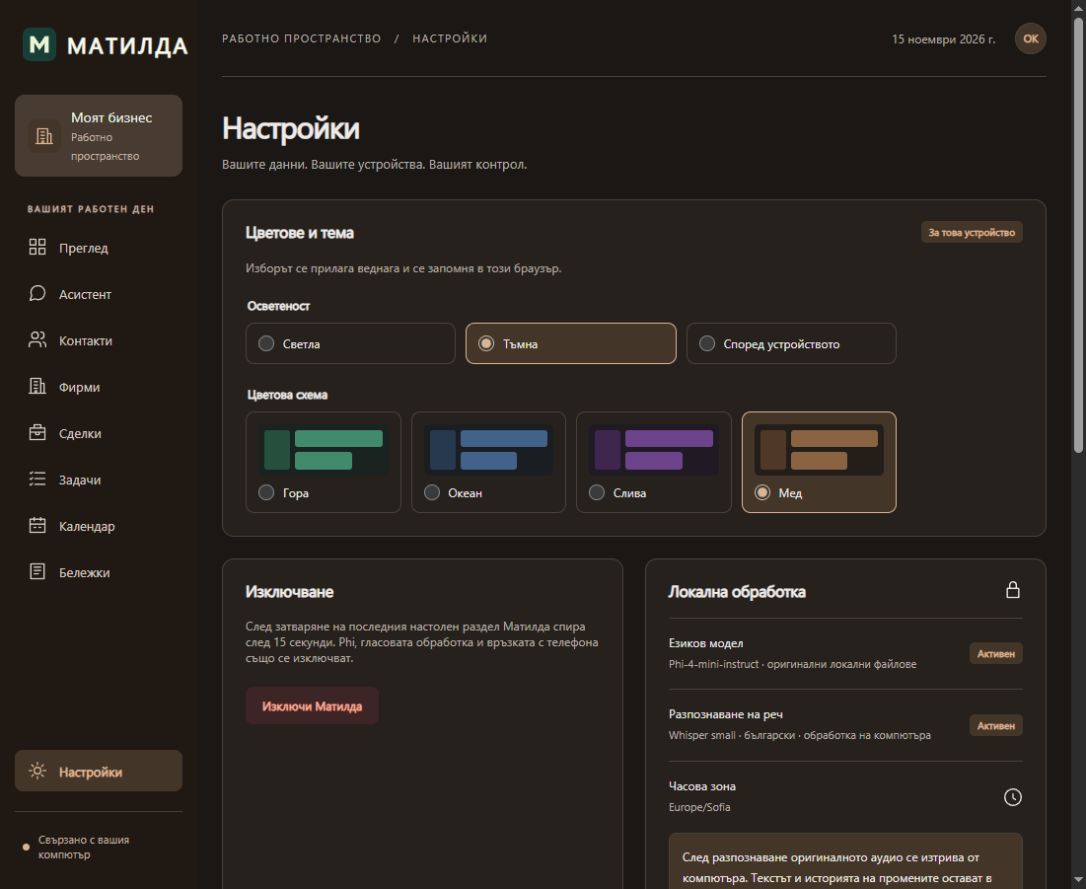 M МАТИЛДА
Моят бизнес
Работно
пространство
ВАШИЯТ РАБОТЕН ДЕН
Преглед
Асистент
Контакти
Фирми
Сделки
Задачи
Календар
Бележки
Настройки
Свързано с вашия
компютър
РАБОТНО ПРОСТРАНСТВО / НАСТРОЙКИ
15 ноември 2026 г. ОК
Настройки
Вашите данни. Вашите устройства. Вашият контрол.
Цветове и тема
За това устройство
Изборът се прилага веднага и се запомня в този браузър.
Осветеност
Светла Тъмна Според устройството
Цветова схема
Гора Океан Слива Мед
Изключване
След затваряне на последния настолен раздел Матилда спира
след 15 секунди. Phi, гласовата обработка и връзката с телефона
също се изключват.
Изключи Матилда
Локална обработка
Езиков модел
Phi-4-mini-instruct · оригинални локални файлове
Активен
Разпознаване на реч
Whisper small · български · обработка на компютъра
Активен
Часова зона
Europe/Sofia
След разпознаване оригиналното аудио се изтрива от
компютъра. Текстът и историята на промените остават в